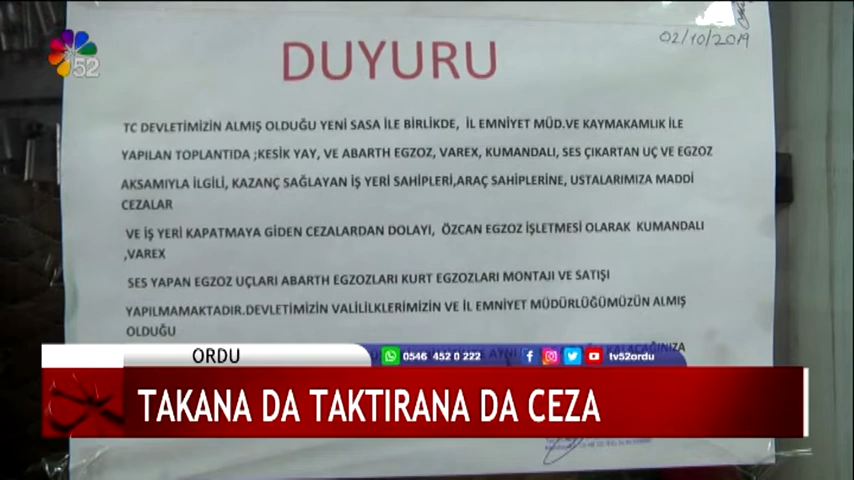 52
02/10/2019
DUYURU
TC DEVLETİMİZİN ALMIŞ OLDUĞU YENİ SASA İLE BİRLİKDE, İL EMNİYET MÜD.VE KAYMAKAMLIK İLE
YAPILAN TOPLANTIDA ;KESİK YAY, VE ABARTH EGZOZ, VAREX, KUMANDALI, SES ÇIKARTAN UÇ VE EGZOZ
AKSAMIYLA İLGİLİ, KAZANÇ SAĞLAYAN İŞ YERİ SAHİPLERİ,ARAÇ SAHİPLERİNE, USTALARIMIZA MADDİ
CEZALAR
VE İŞ YERİ KAPATMAYA GİDEN CEZALARDAN DOLAYI, ÖZCAN EGZOZ İŞLETMESİ OLARAK KUMANDALI
,VAREX
SES YAPAN EGZOZ UÇLARI ABARTH EGZOZLARI KURT EGZOZLARI MONTAJI VE SATIŞI
YAPILMAMAKTADIR.DEVLETİMİZİN VALİLİLKLERİMİZİN VE İL EMNİYET MÜDÜRLÜĞÜMÜZÜN ALMIŞ
OLDUĞU
ORDU
0546 452 0 222
tv52ordu
TAKANA DA TAKTIRANA DA CEZA